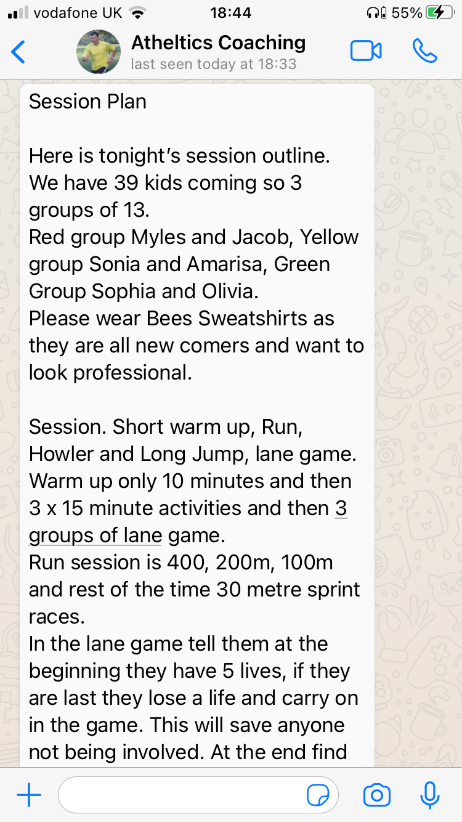 vodafone UK
18:44
55%
Atheltics Coaching
last seen today at 18:33
Session Plan
Here is tonight's session outline.
We have 39 kids coming so 3
groups of 13.
Red group Myles and Jacob, Yellow
group Sonia and Amarisa, Green
Group Sophia and Olivia.
Please wear Bees Sweatshirts as
they are all new comers and want to
look professional.
Session. Short warm up, Run,
Howler and Long Jump, lane game.
Warm up only 10 minutes and then
3 x 15 minute activities and then 3
groups of lane game.
Run session is 400, 200m, 100m
and rest of the time 30 metre sprint
races.
In the lane game tell them at the
beginning they have 5 lives, if they
are last they lose a life and carry on
in the game. This will save anyone
not being involved. At the end find